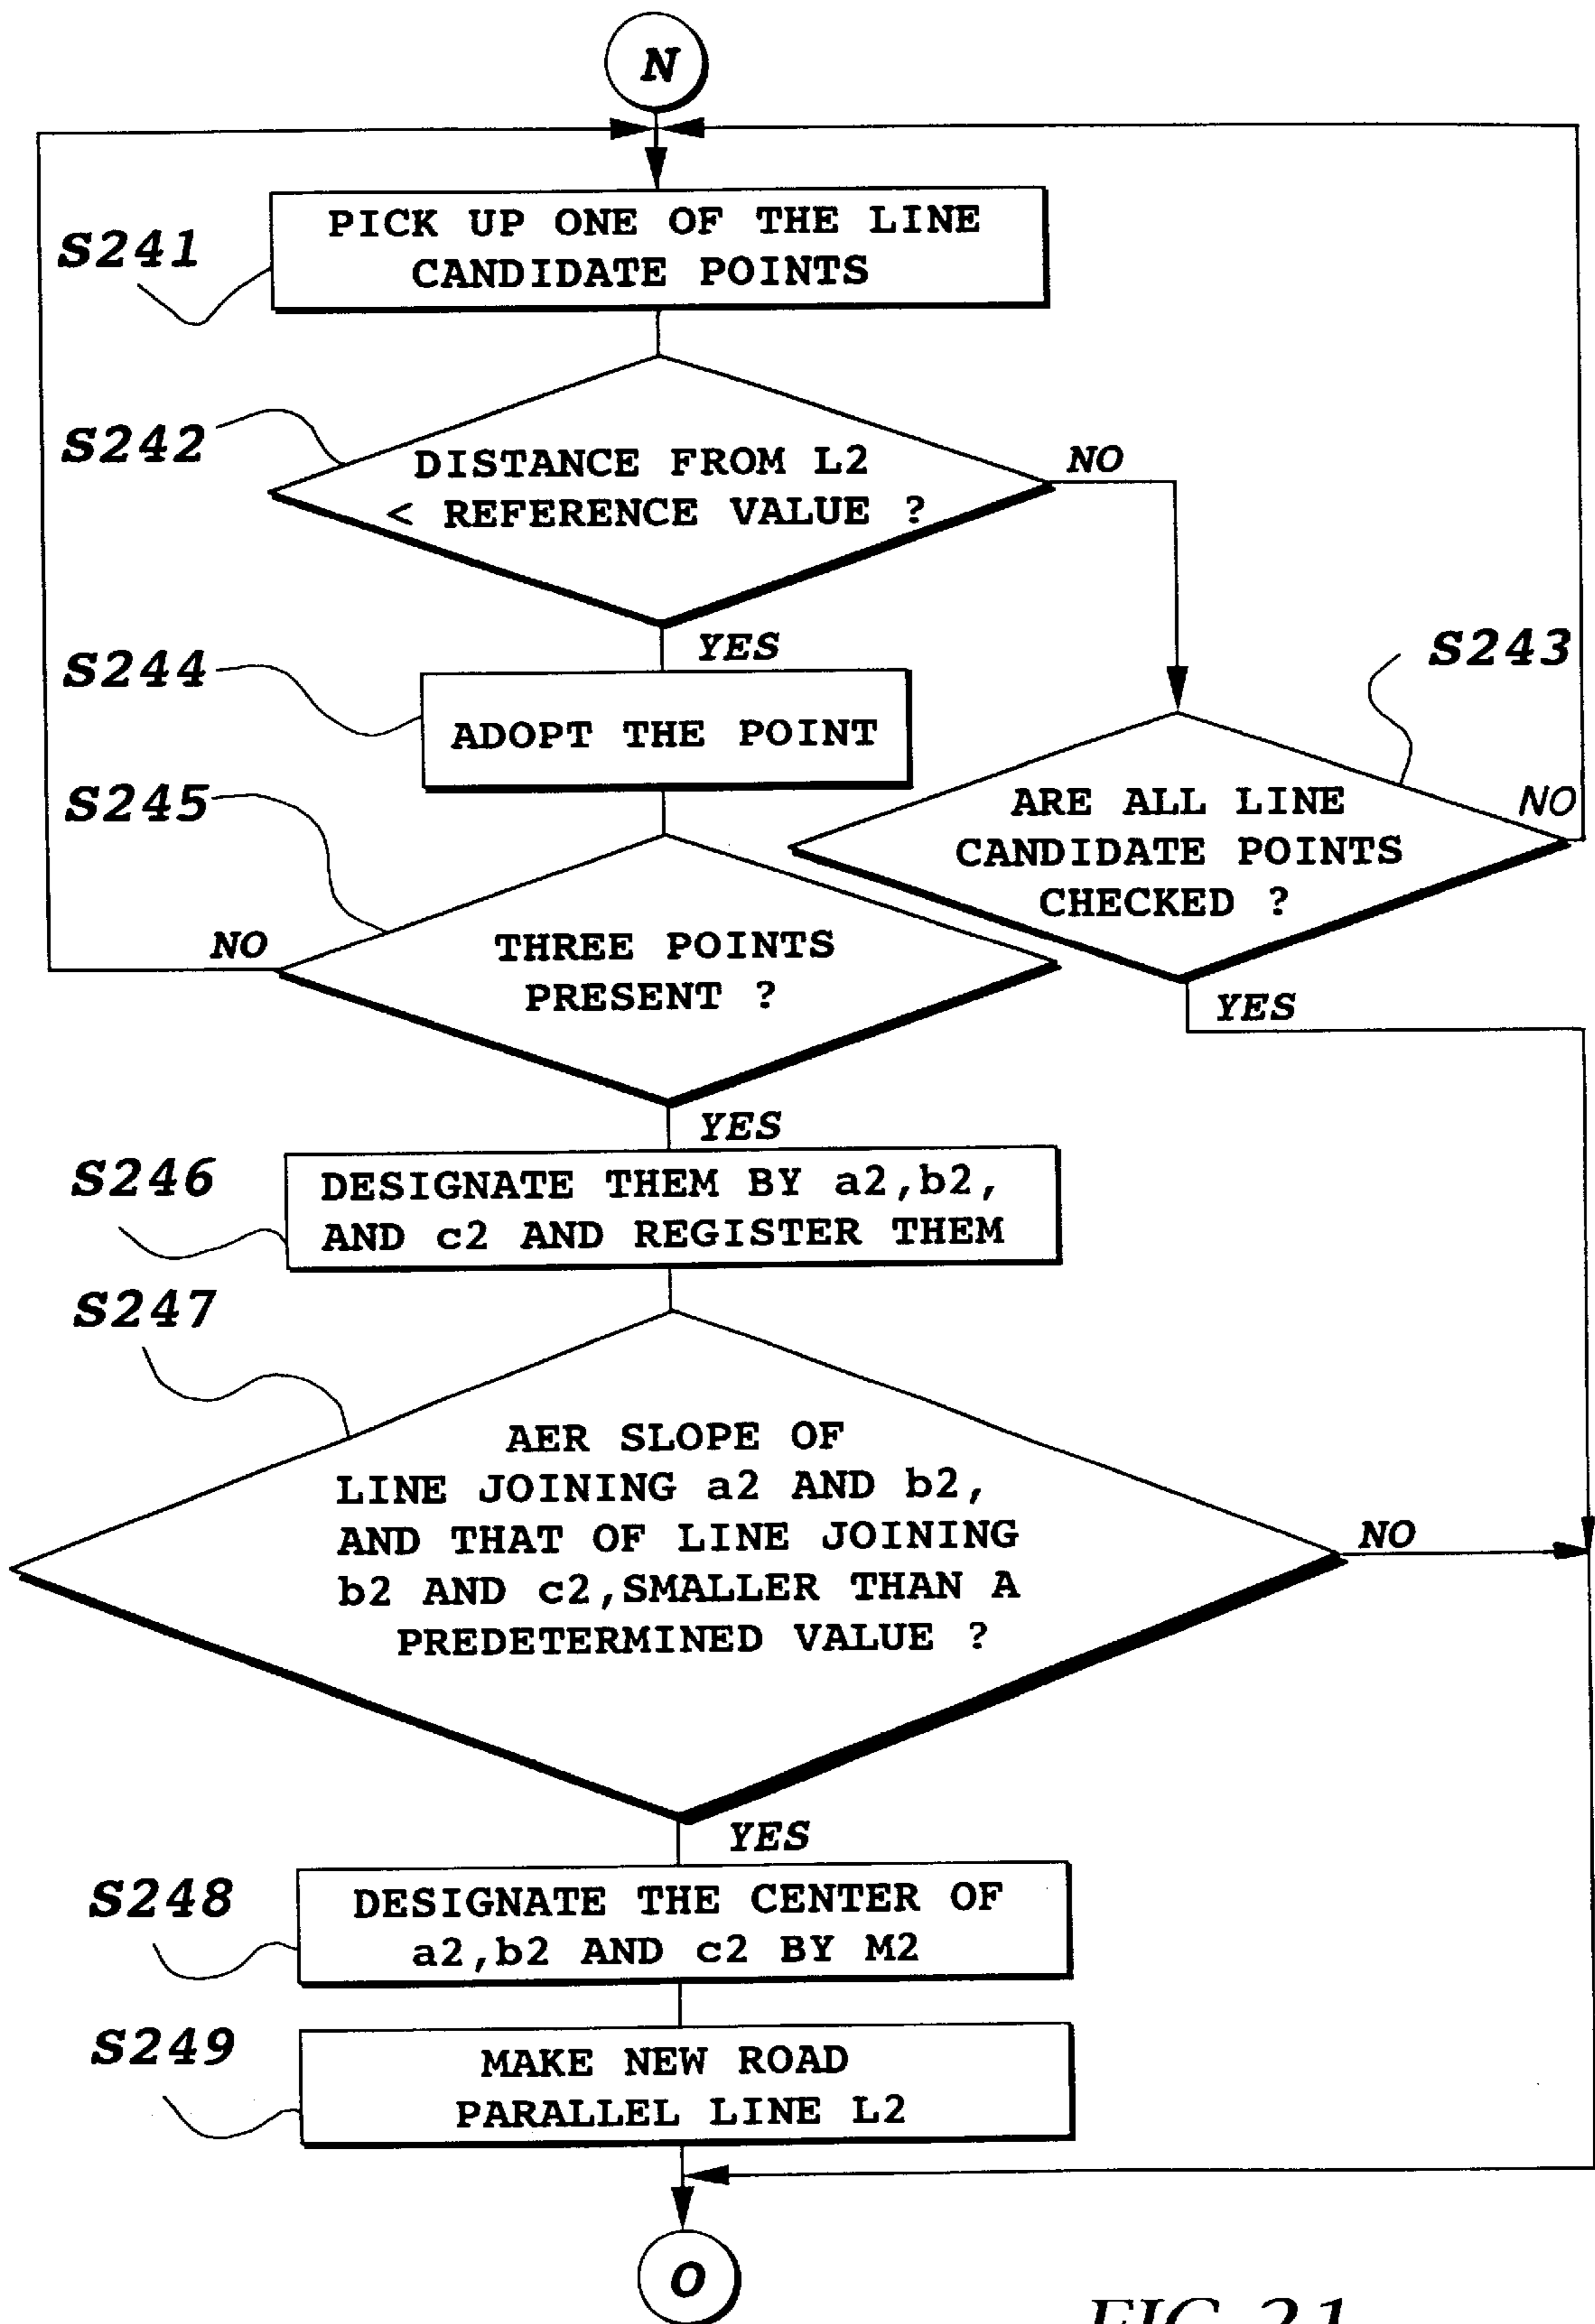 N
S241
PICK UP ONE OF THE LINE
CANDIDATE POINTS
S242
DISTANCE FROM L2
< REFERENCE VALUE ?
NO
YES
S243
S244
ADOPT THE POINT
S245
ARE ALL LINE
CANDIDATE POINTS
CHECKED ?
NO
YES
THREE POINTS
PRESENT ?
NO
YES
S246
DESIGNATE THEM BY a2,b2,
AND c2 AND REGISTER THEM
S247
AER SLOPE OF
LINE JOINING a2 AND b2,
AND THAT OF LINE JOINING
b2 AND c2,SMALLER THAN A
PREDETERMINED VALUE ?
NO
YES
S248
DESIGNATE THE CENTER OF
a2,b2 AND c2 BY M2
S249
MAKE NEW ROAD
PARALLEL LINE L2
O
FIG. 21